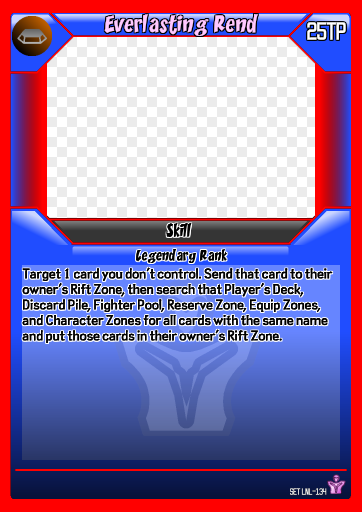 Everlasting Rend
25TP
Skill
Legendary Rank
Target 1 card you don't control. Send that card to their
owner's Rift Zone, then search that Player's Deck,
Discard Pile, Fighter Pool, Reserve Zone, Equip Zones,
and Character Zones for all cards with the same name
and put those cards in their owner's Rift Zone.
SET LNL-134